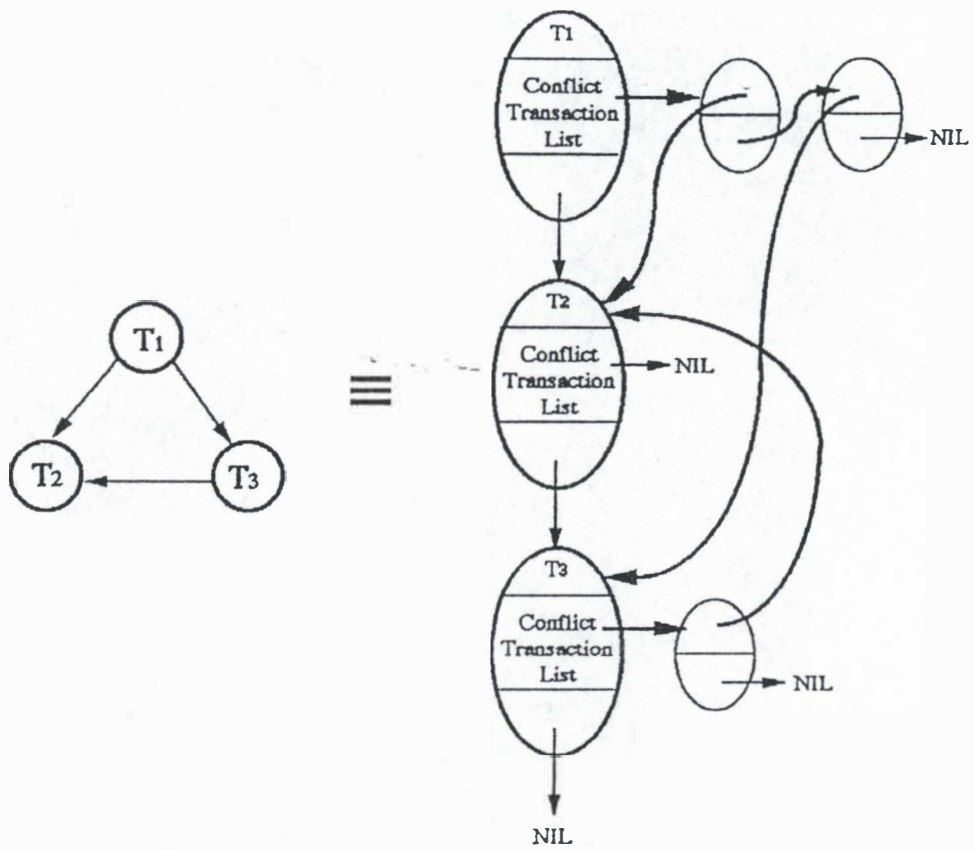 T1
T2
T3
≡
T1
Conflict
Transaction
List
NIL
T2
Conflict
Transaction
List
NIL
T3
Conflict
Transaction
List
NIL
NIL